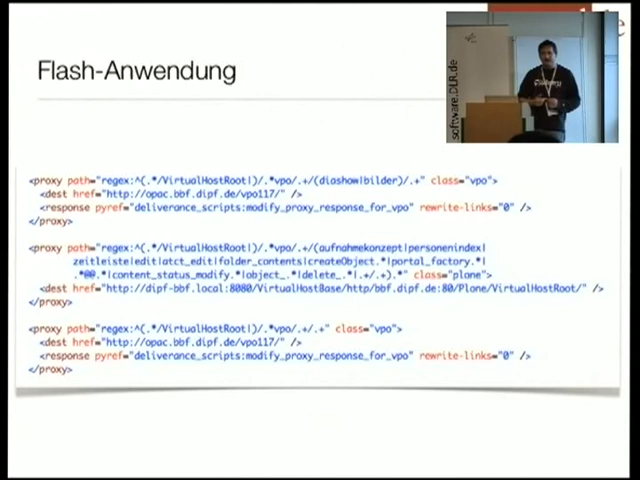 Flash-Anwendung
software.DLR.de
<proxy path="regex:^(.*/VirtualHostRoot|)/.*vpo/.+/(diashow|bilder)/.+" class="vpo">
<dest href="http://opac.bbf.dipf.de/vpo117/" />
<response pyref="deliverance_scripts:modify_proxy_response_for_vpo" rewrite-links="0" />
</proxy>
<proxy path="regex:^(.*/VirtualHostRoot|)/.*vpo/.+/(aufnahmekonzept|personenindex|
zeitleiste|edit|atct_edit|folder_contents|createObject.*|portal_factory.*|
.*@@.*|content_status_modify.*|object_.*|delete_.*|.+/.+).*" class="plone">
<dest href="http://dipf-bbf.local:8080/VirtualHostBase/http/bbf.dipf.de:80/Plone/VirtualHostRoot/" />
</proxy>
<proxy path="regex:^(.*/VirtualHostRoot|)/.*vpo/.+/.+" class="vpo">
<dest href="http://opac.bbf.dipf.de/vpo117/" />
<response pyref="deliverance_scripts:modify_proxy_response_for_vpo" rewrite-links="0" />
</proxy>